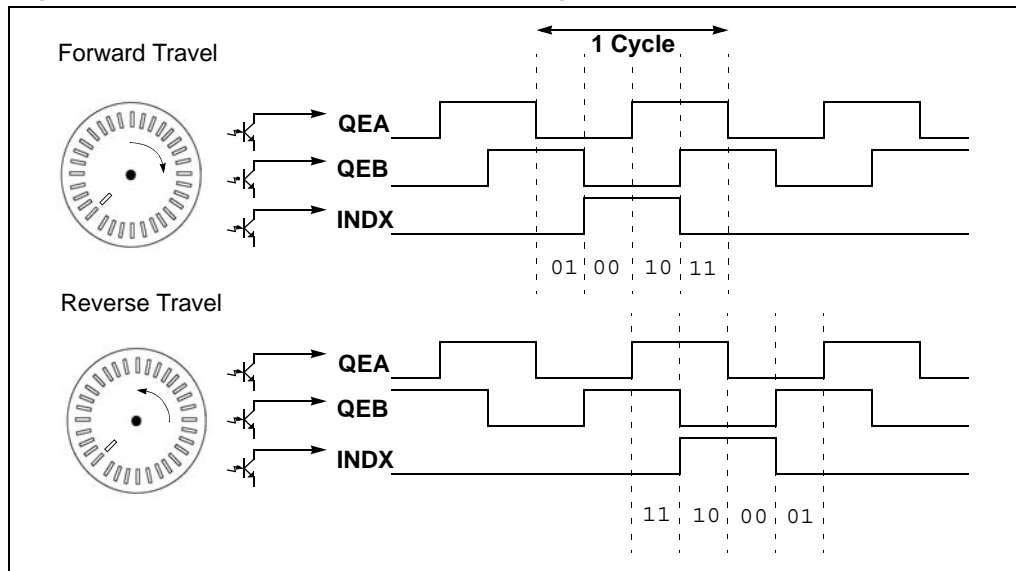 1 Cycle
Forward Travel
QEA
QEB
INDX
01 00 10 11
Reverse Travel
QEA
QEB
INDX
11 10 00 01